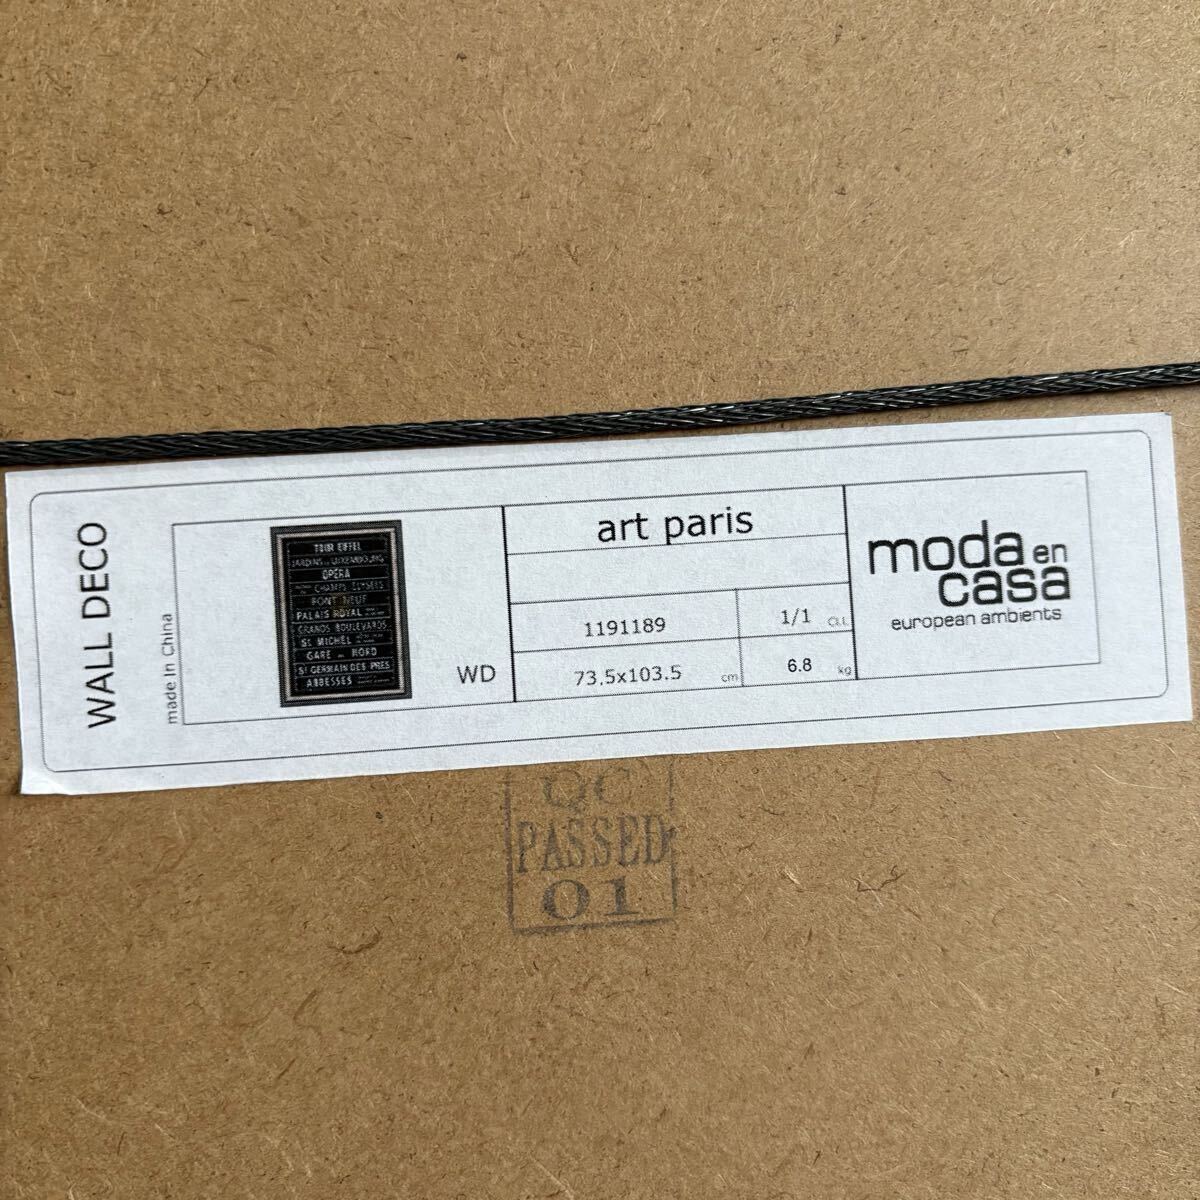 WALL DECO
made In China
TOUR EIFFEL
JARDINS DU LUXEMBOURG
OPÉRA
CHAMPS ELYSÉES
PONT NEUF
PALAIS ROYAL
GRANDS BOULEVARDS
ST MICHEL
GARE DU NORD
ST GERMAIN DES PRES
ABBESSES
WD
art paris
1191189
1/1 CLL
73.5x103.5 cm
6.8 kg
moda en
casa
european ambients
QC
PASSED
01